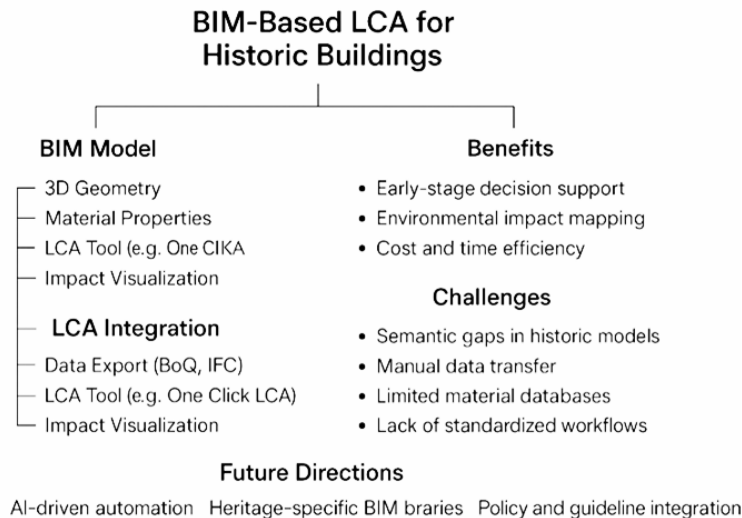 BIM-Based LCA for
Historic Buildings
BIM Model
3D Geometry
Material Properties
LCA Tool (e.g. One CIKA
Impact Visualization
LCA Integration
Data Export (BoQ, IFC)
LCA Tool (e.g. One Click LCA)
Impact Visualization
Benefits
• Early-stage decision support
• Environmental impact mapping
• Cost and time efficiency
Challenges
• Semantic gaps in historic models
• Manual data transfer
• Limited material databases
• Lack of standardized workflows
Future Directions
AI-driven automation Heritage-specific BIM braries Policy and guideline integration